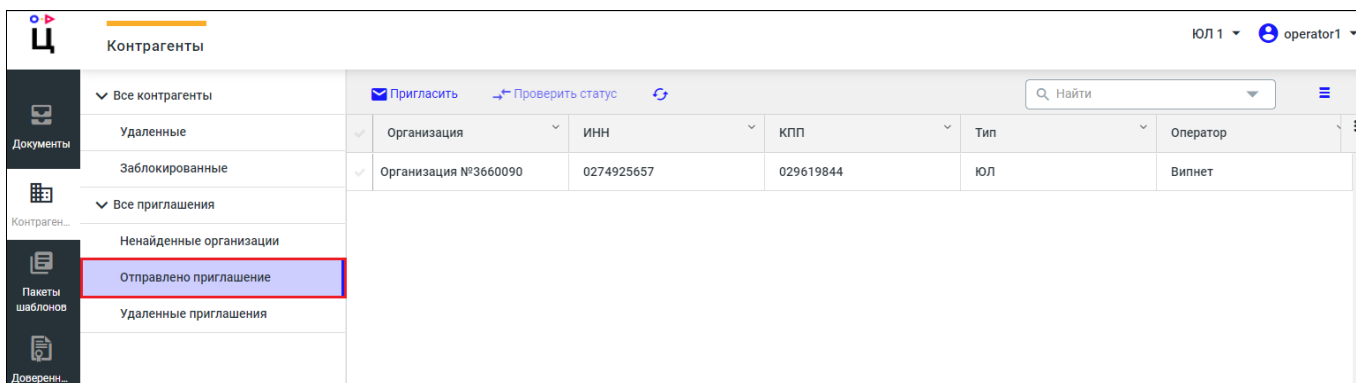 Ц
Контрагенты
ЮЛ 1
operator1
Документы
Контраген...
Пакеты
шаблонов
Доверенн...
Все контрагенты
Удаленные
Заблокированные
Все приглашения
Ненайденные организации
Отправлено приглашение
Удаленные приглашения
Пригласить Проверить статус Найти
Организация ИНН КПП Тип Оператор
Организация №3660090 0274925657 029619844 ЮЛ Випнет